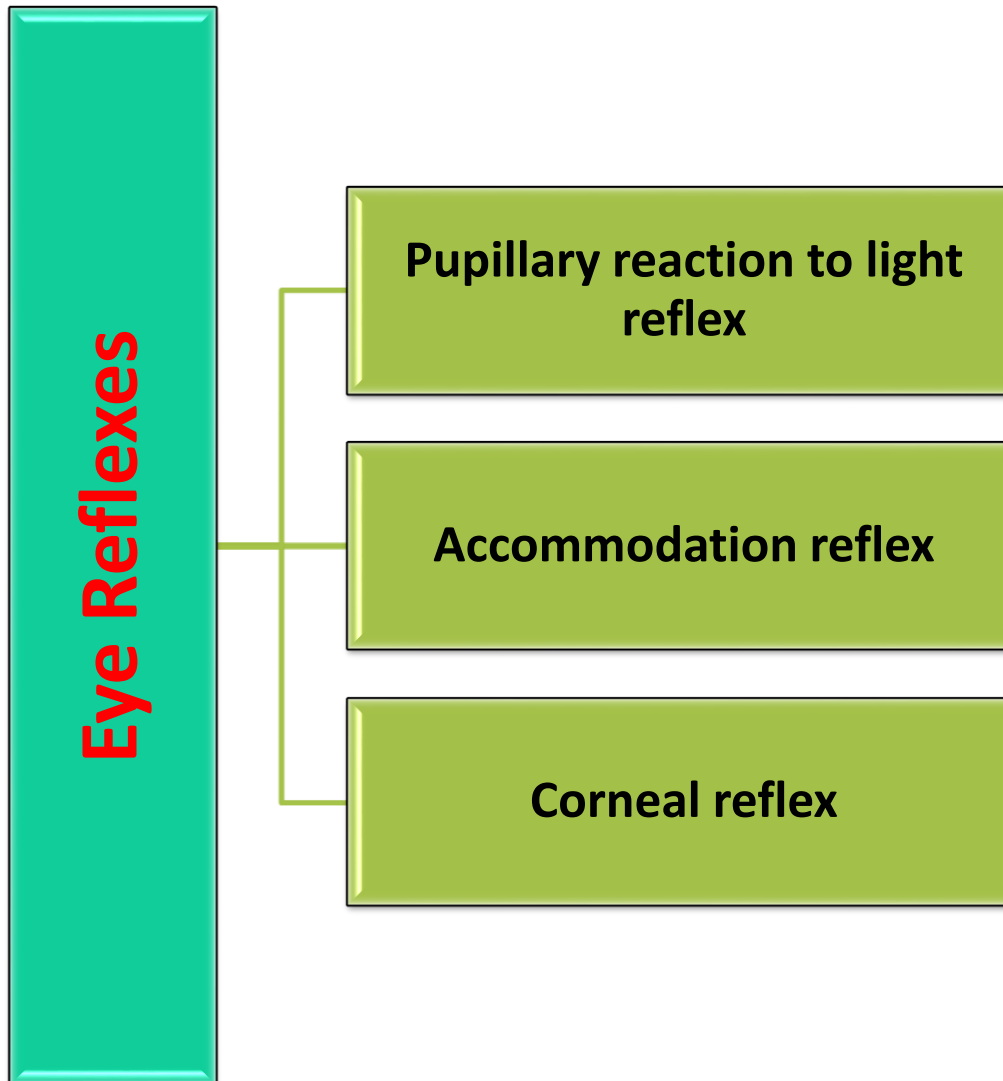 Eye Reflexes
Pupillary reaction to light
reflex
Accommodation reflex
Corneal reflex